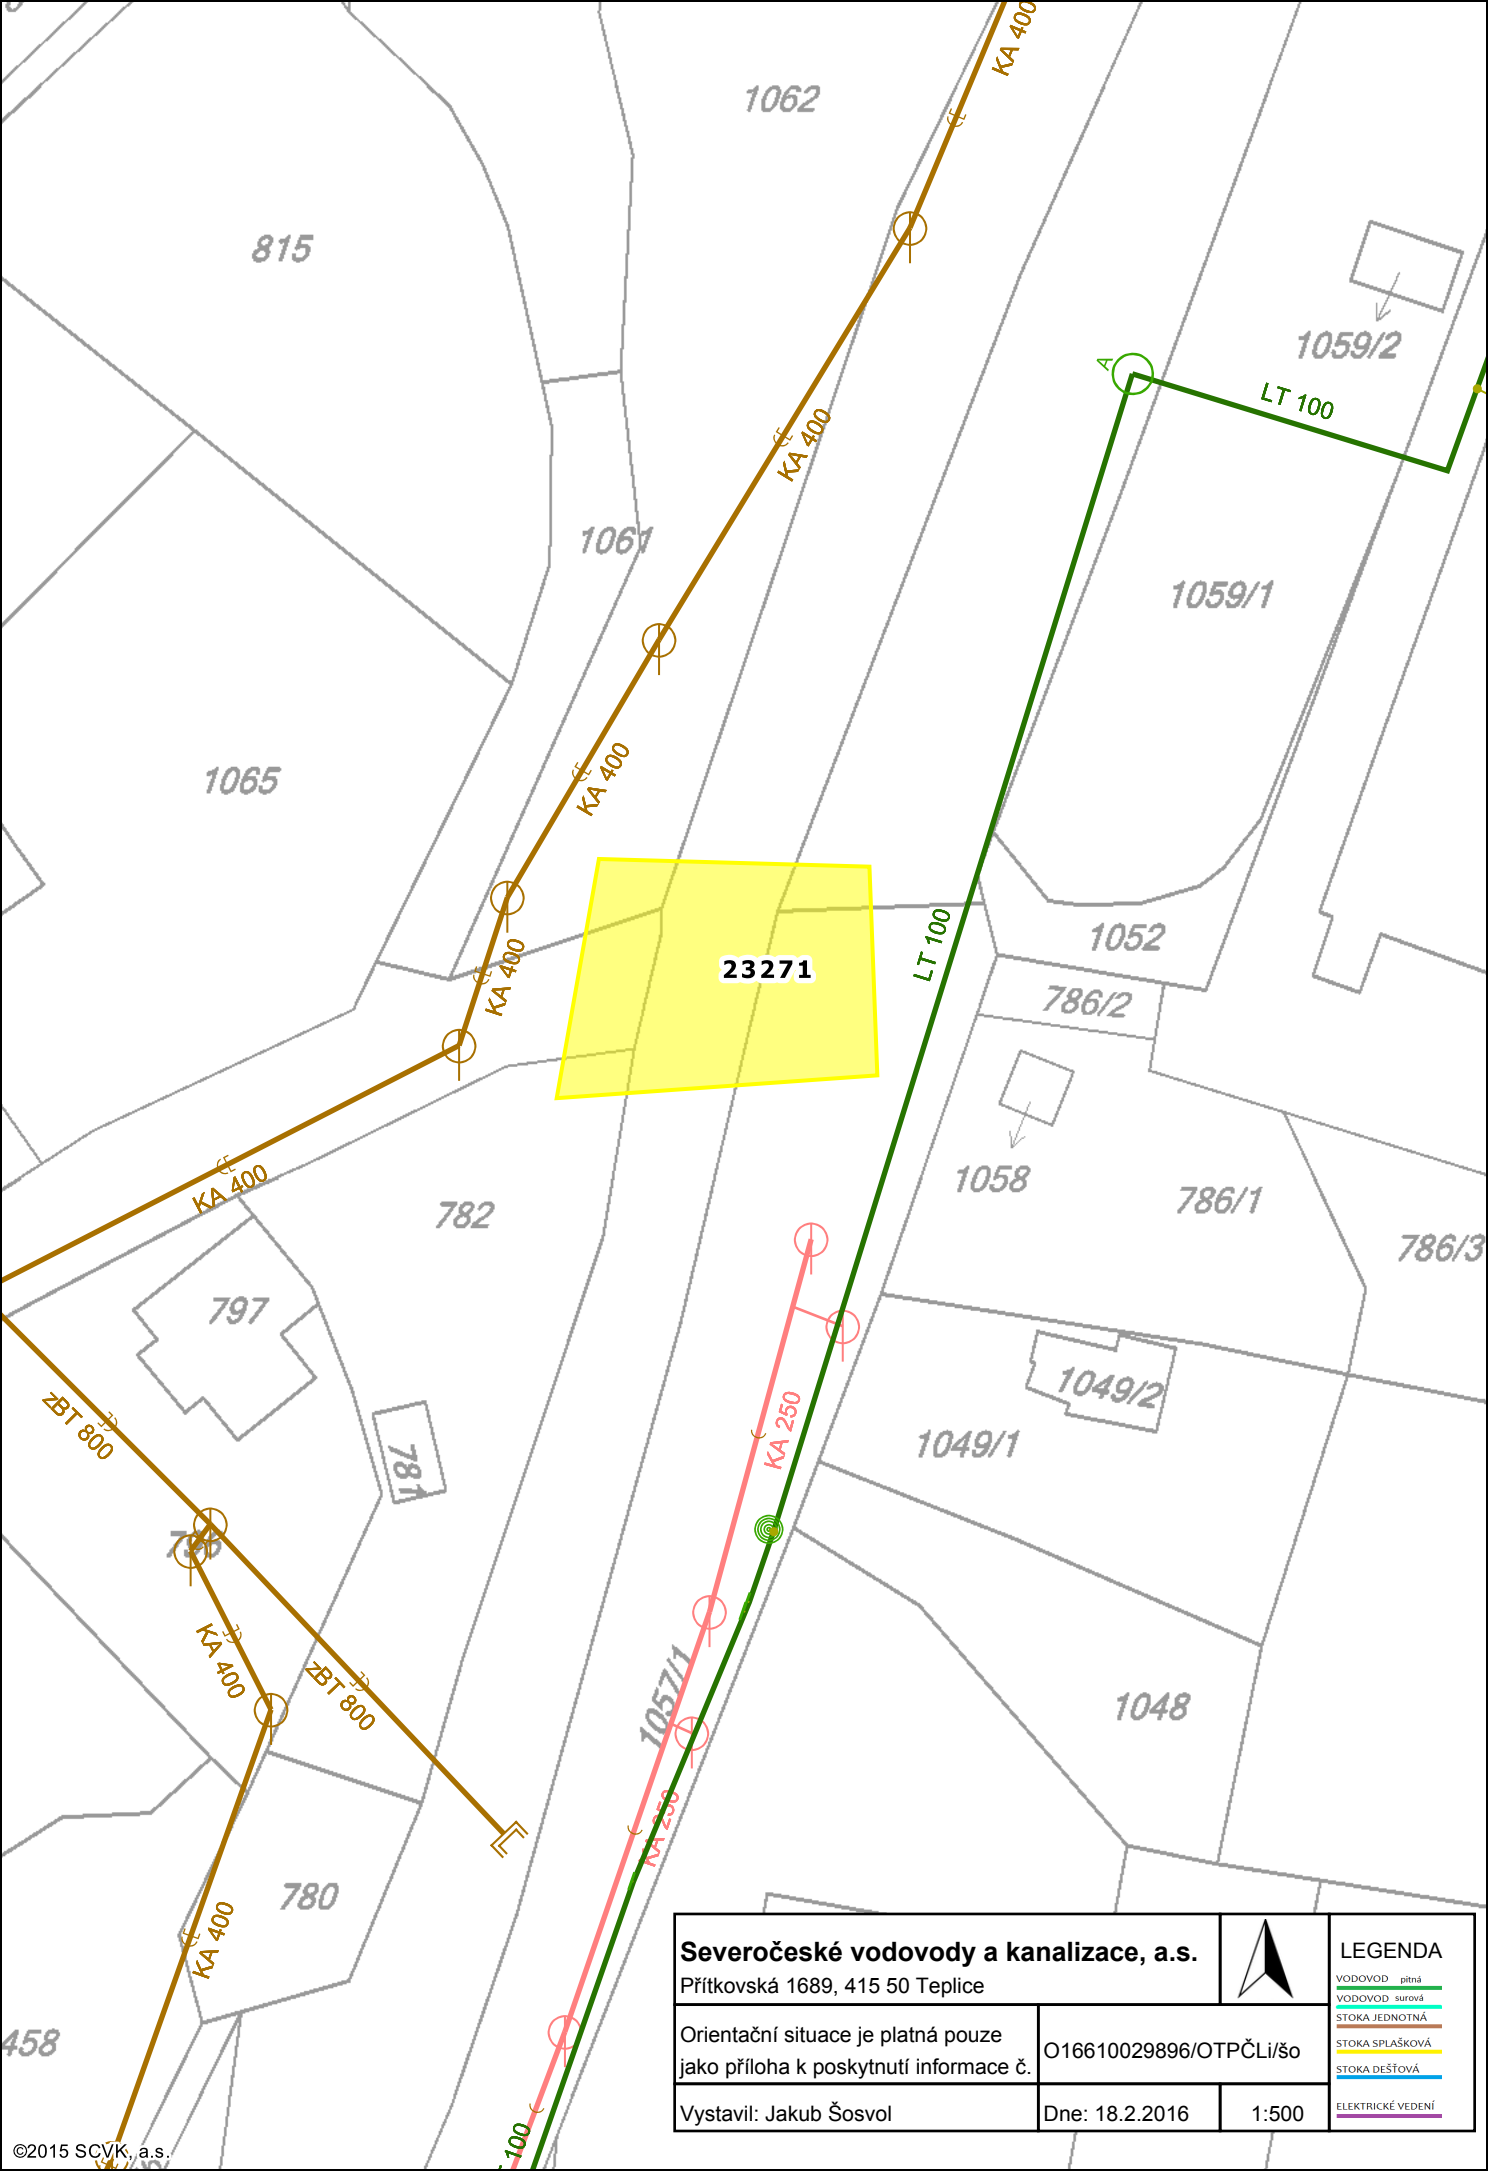 KA 400
1062
815
1059/2
A
LT 100
KA 400
1061
1059/1
1065
KA 400
LT 100
1052
23271
KA 400
786/2
1058
KA 400
782
786/1
786/3
797
1049/2
zBT 800
KA 250
1049/1
781
796
KA 400
zBT 800
1057/1
1048
KA 250
780
KA 400
458
100
Severočeské vodovody a kanalizace, a.s.
Přítkovská 1689, 415 50 Teplice
Orientační situace je platná pouze
jako příloha k poskytnutí informace č.
O16610029896/OTPČLi/šo
Vystavil: Jakub Šosvol
Dne: 18.2.2016
1:500
LEGENDA
VODOVOD pitná
VODOVOD surová
STOKA JEDNOTNÁ
STOKA SPLAŠKOVÁ
STOKA DEŠŤOVÁ
ELEKTRICKÉ VEDENÍ
©2015 SCVK, a.s.